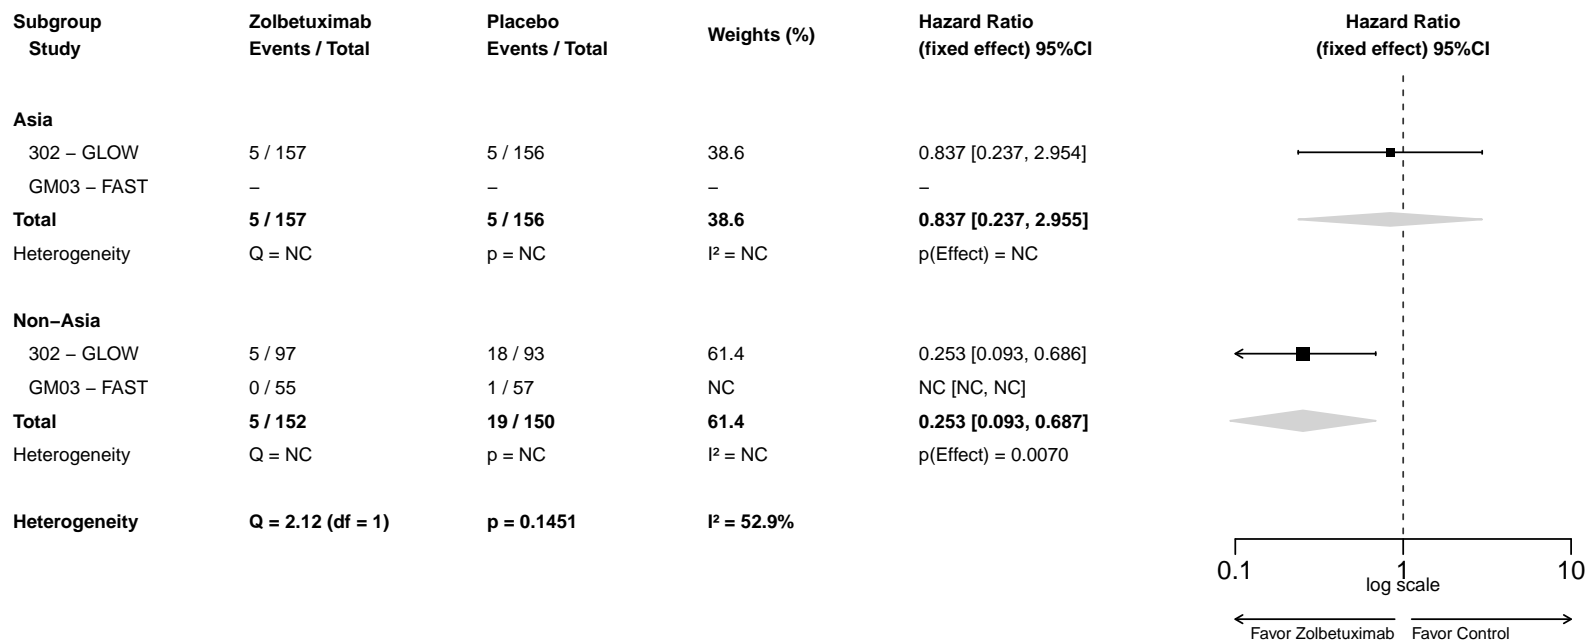 Subgroup Zolbetuximab Placebo Weights (%) Hazard Ratio Hazard Ratio
Study Events / Total Events / Total (fixed effect) 95%CI (fixed effect) 95%CI
Asia
302 − GLOW 5 / 157 5 / 156 38.6 0.837 [0.237, 2.954]
GM03 − FAST − − − −
Total 5 / 157 5 / 156 38.6 0.837 [0.237, 2.955]
Heterogeneity Q = NC p = NC I² = NC p(Effect) = NC
Non−Asia
302 − GLOW 5 / 97 18 / 93 61.4 0.253 [0.093, 0.686]
GM03 − FAST 0 / 55 1 / 57 NC NC [NC, NC]
Total 5 / 152 19 / 150 61.4 0.253 [0.093, 0.687]
Heterogeneity Q = NC p = NC I² = NC p(Effect) = 0.0070
Heterogeneity Q = 2.12 (df = 1) p = 0.1451 I² = 52.9%
0.1 1 10
log scale
Favor Zolbetuximab Favor Control